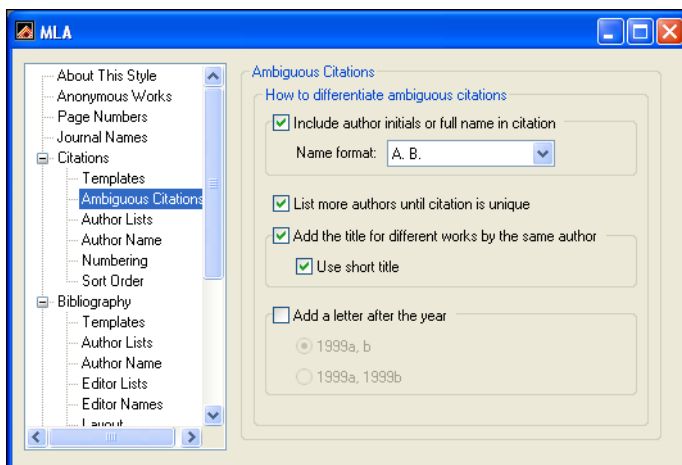 MLA
About This Style
Anonymous Works
Page Numbers
Journal Names
Citations
Templates
Ambiguous Citations
Author Lists
Author Name
Numbering
Sort Order
Bibliography
Templates
Author Lists
Author Name
Editor Lists
Editor Names
Layout
Ambiguous Citations
How to differentiate ambiguous citations
Include author initials or full name in citation
Name format: A. B.
List more authors until citation is unique
Add the title for different works by the same author
Use short title
Add a letter after the year
1999a, b
1999a, 1999b